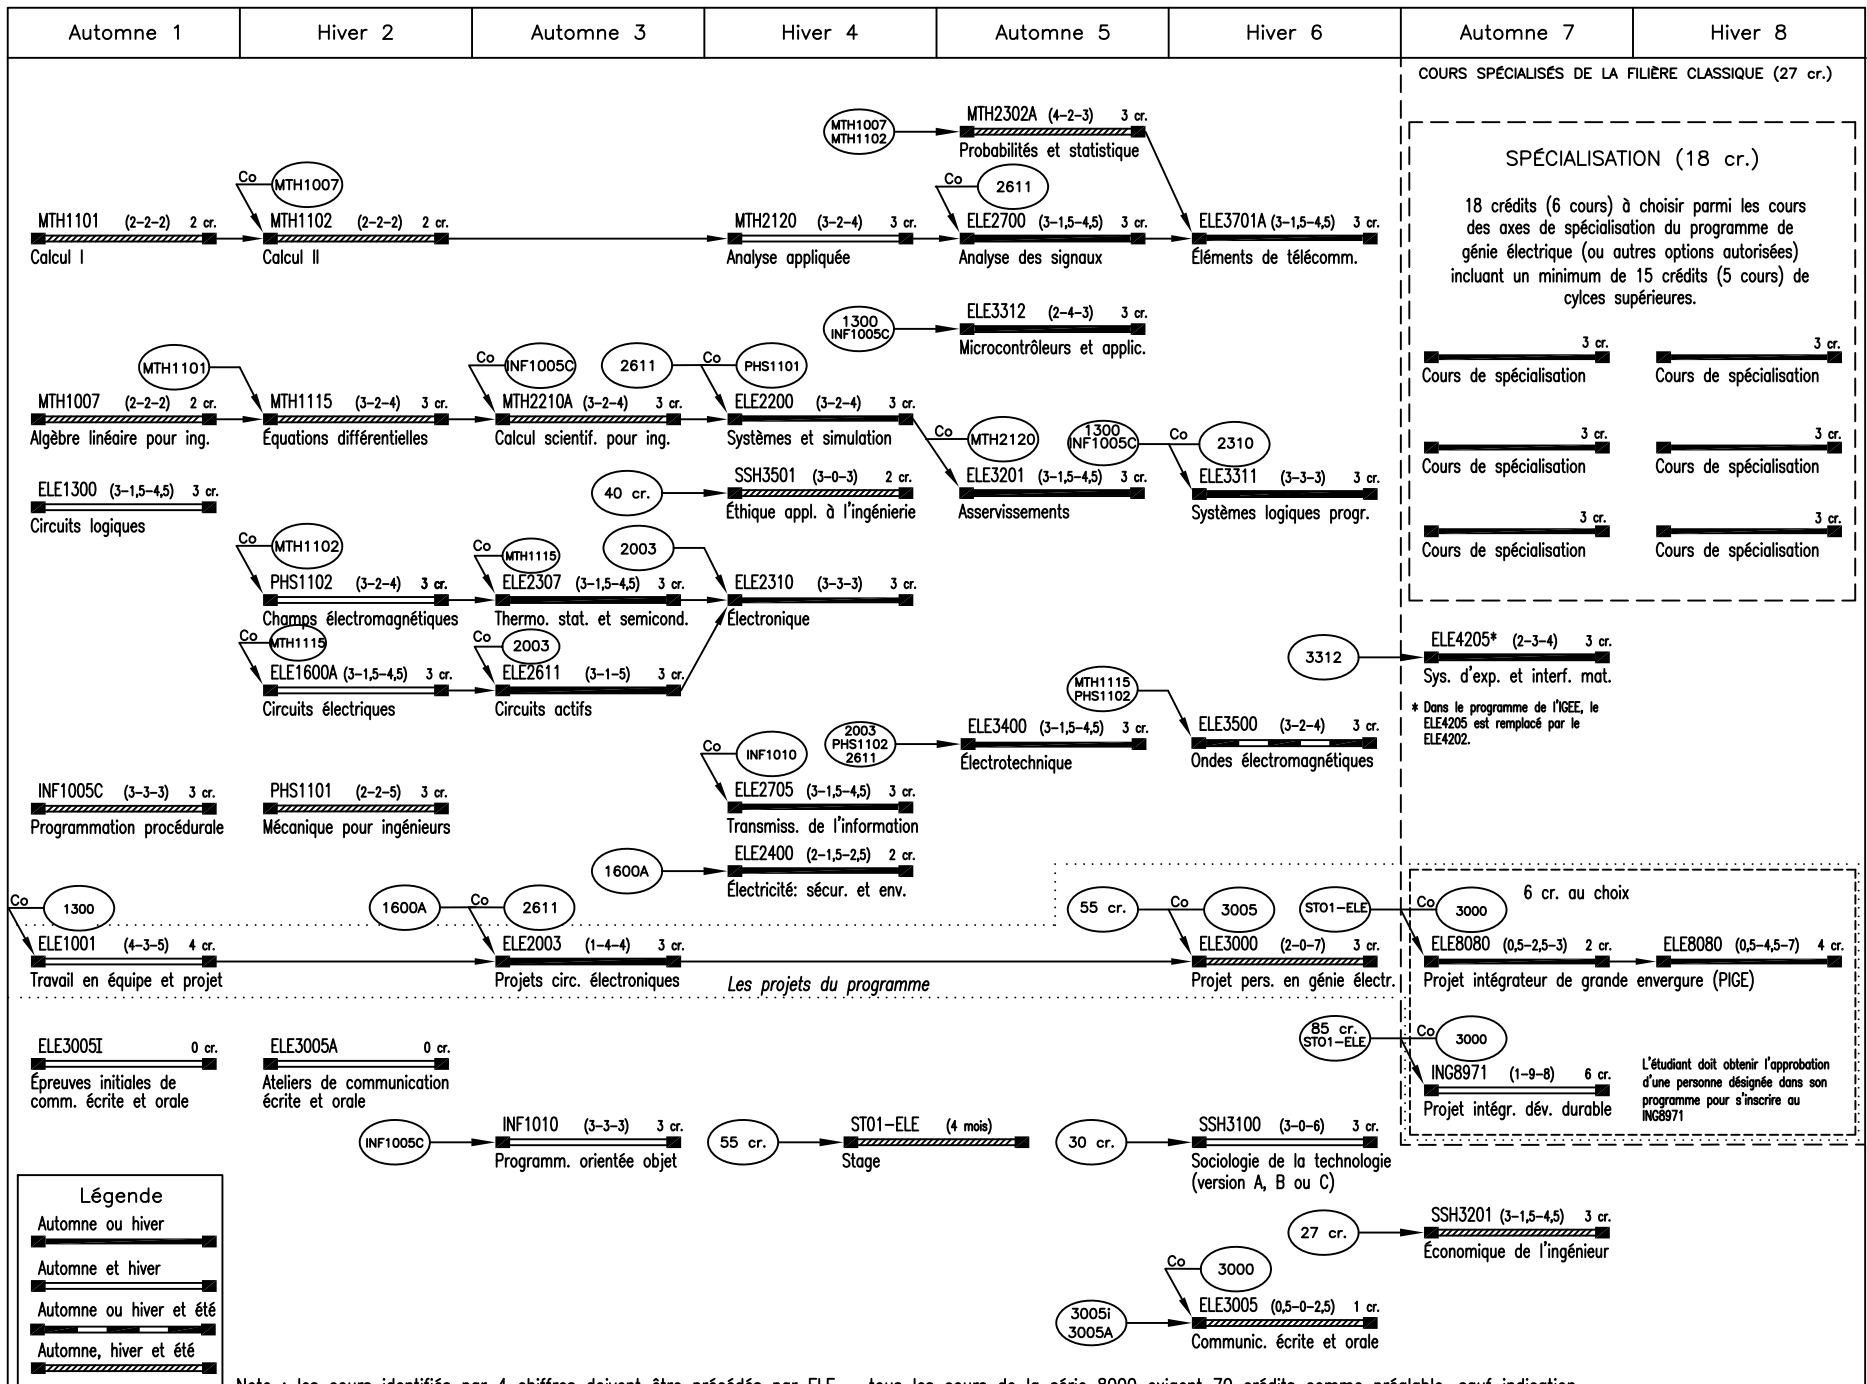 Automne 1
Hiver 2
Automne 3
Hiver 4
Automne 5
Hiver 6
Automne 7
Hiver 8
COURS SPÉCIALISÉS DE LA FILIÈRE CLASSIQUE (27 cr.)
MTH1007
MTH1102
MTH2302A (4-2-3) 3 cr.
Probabilités et statistique
Co
MTH1007
Co
2611
MTH1101 (2-2-2) 2 cr.
Calcul I
MTH1102 (2-2-2) 2 cr.
Calcul II
MTH2120 (3-2-4) 3 cr.
Analyse appliquée
ELE2700 (3-1,5-4,5) 3 cr.
Analyse des signaux
ELE3701A (3-1,5-4,5) 3 cr.
Éléments de télécomm.
SPÉCIALISATION (18 cr.)
18 crédits (6 cours) à choisir parmi les cours
des axes de spécialisation du programme de
génie électrique (ou autres options autorisées)
incluant un minimum de 15 crédits (5 cours) de
cylces supérieures.
1300
INF1005C
ELE3312 (2-4-3) 3 cr.
Microcontrôleurs et applic.
3 cr.
Cours de spécialisation
3 cr.
Cours de spécialisation
MTH1101
Co
INF1005C
2611
Co
PHS1101
MTH1007 (2-2-2) 2 cr.
Algèbre linéaire pour ing.
MTH1115 (3-2-4) 3 cr.
Équations différentielles
MTH2210A (3-2-4) 3 cr.
Calcul scientif. pour ing.
ELE2200 (3-2-4) 3 cr.
Systèmes et simulation
Co
MTH2120
1300
INF1005C
Co
2310
3 cr.
Cours de spécialisation
3 cr.
Cours de spécialisation
ELE1300 (3-1,5-4,5) 3 cr.
Circuits logiques
40 cr.
SSH3501 (3-0-3) 2 cr.
Éthique appl. à l'ingénierie
ELE3201 (3-1,5-4,5) 3 cr.
Asservissements
ELE3311 (3-3-3) 3 cr.
Systèmes logiques progr.
3 cr.
Cours de spécialisation
3 cr.
Cours de spécialisation
Co
MTH1102
Co
MTH1115
2003
PHS1102 (3-2-4) 3 cr.
Champs électromagnétiques
ELE2307 (3-1,5-4,5) 3 cr.
Thermo. stat. et semicond.
ELE2310 (3-3-3) 3 cr.
Électronique
Co
MTH1115
Co
2003
ELE1600A (3-1,5-4,5) 3 cr.
Circuits électriques
ELE2611 (3-1-5) 3 cr.
Circuits actifs
3312
ELE4205* (2-3-4) 3 cr.
Sys. d'exp. et interf. mat.
* Dans le programme de l'IGEE, le
ELE4205 est remplacé par le
ELE4202.
MTH1115
PHS1102
Co
INF1010
2003
PHS1102
2611
ELE3400 (3-1,5-4,5) 3 cr.
Électrotechnique
ELE3500 (3-2-4) 3 cr.
Ondes électromagnétiques
INF1005C (3-3-3) 3 cr.
Programmation procédurale
PHS1101 (2-2-5) 3 cr.
Mécanique pour ingénieurs
ELE2705 (3-1,5-4,5) 3 cr.
Transmiss. de l'information
1600A
ELE2400 (2-1,5-2,5) 2 cr.
Électricité: sécur. et env.
Co
1300
1600A
Co
2611
55 cr.
Co
3005
ST01-ELE
Co
3000
6 cr. au choix
ELE1001 (4-3-5) 4 cr.
Travail en équipe et projet
ELE2003 (1-4-4) 3 cr.
Projets circ. électroniques
Les projets du programme
ELE3000 (2-0-7) 3 cr.
Projet pers. en génie électr.
ELE8080 (0,5-2,5-3) 2 cr.
ELE8080 (0,5-4,5-7) 4 cr.
Projet intégrateur de grande envergure (PIGE)
85 cr.
ST01-ELE
Co
3000
ELE3005I 0 cr.
Épreuves initiales de
comm. écrite et orale
ELE3005A 0 cr.
Ateliers de communication
écrite et orale
ING8971 (1-9-8) 6 cr.
Projet intégr. dév. durable
L'étudiant doit obtenir l'approbation
d'une personne désignée dans son
programme pour s'inscrire au
ING8971
INF1005C
INF1010 (3-3-3) 3 cr.
Programm. orientée objet
55 cr.
ST01-ELE (4 mois)
Stage
30 cr.
SSH3100 (3-0-6) 3 cr.
Sociologie de la technologie
(version A, B ou C)
27 cr.
SSH3201 (3-1,5-4,5) 3 cr.
Économique de l'ingénieur
Co
3000
3005i
3005A
ELE3005 (0,5-0-2,5) 1 cr.
Communic. écrite et orale
Légende
Automne ou hiver
Automne et hiver
Automne ou hiver et été
Automne, hiver et été
Note : les cours identifiés par 4 chiffres doivent être précédés par ELE
tous les cours de la série 8000 exigent 70 crédits comme préalable, sauf indication